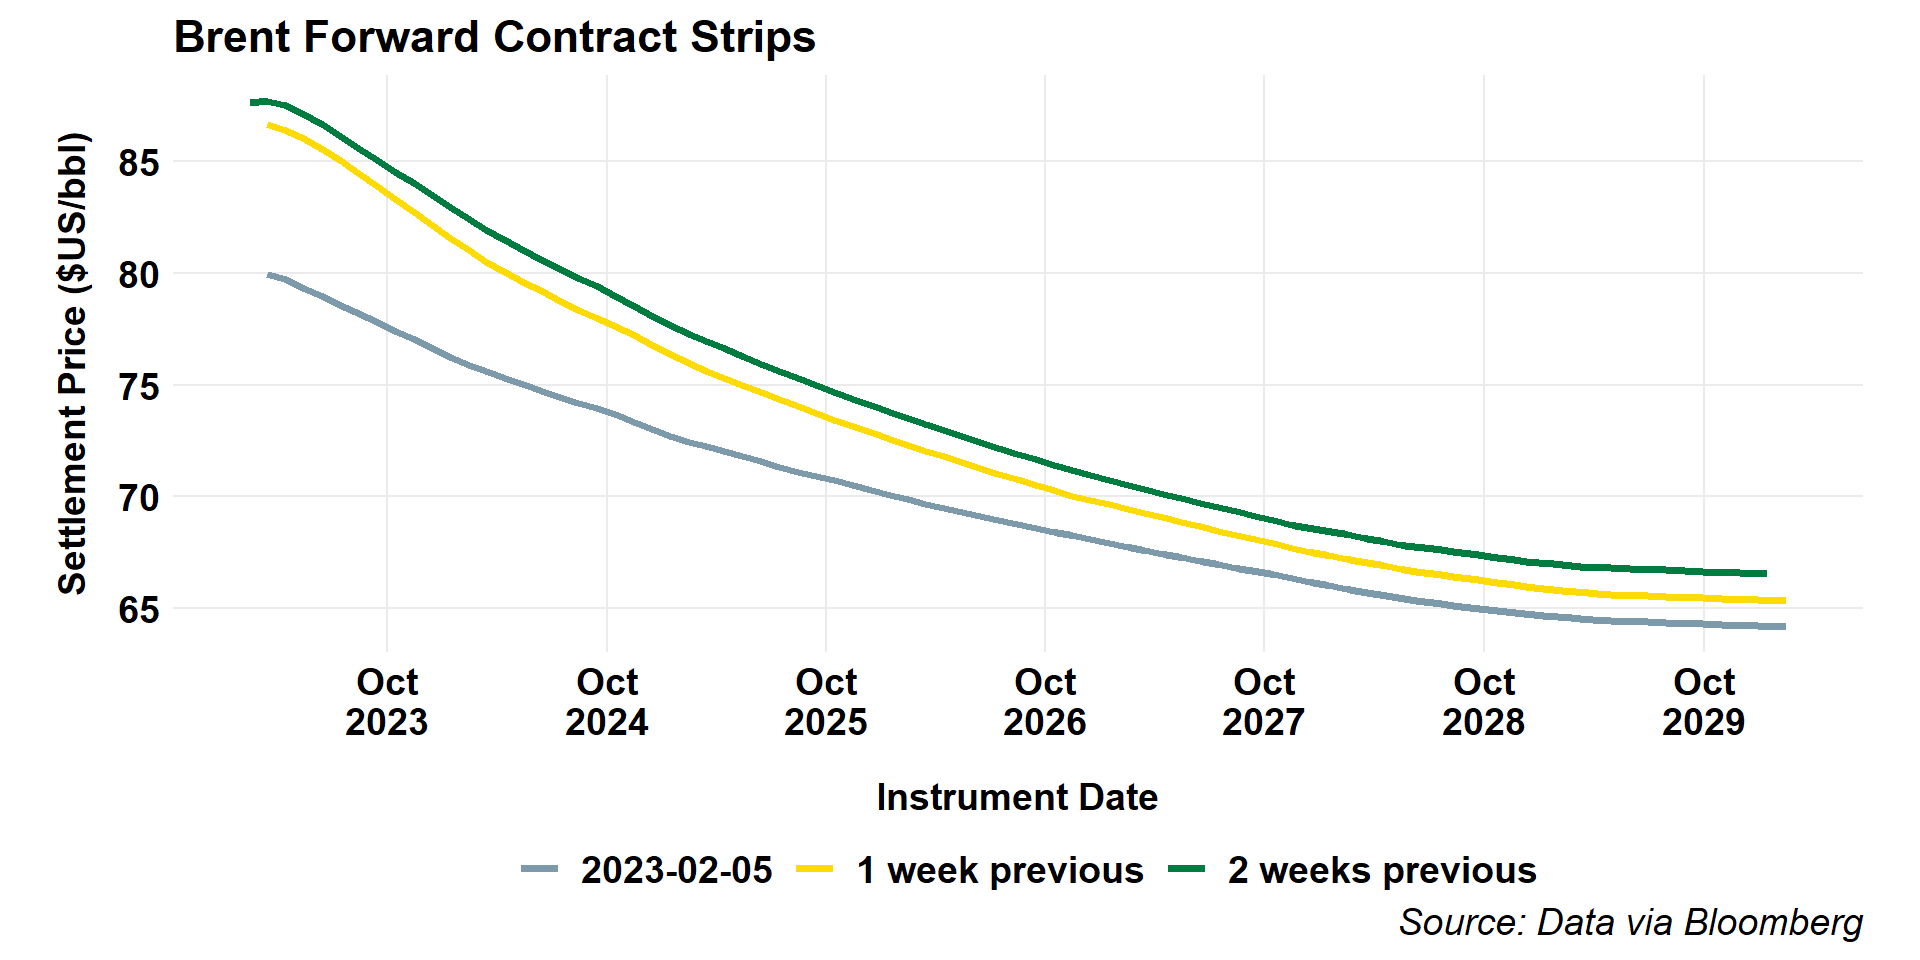 Brent Forward Contract Strips
Settlement Price ($US/bbl)
85
80
75
70
65
Oct 2023
Oct 2024
Oct 2025
Oct 2026
Oct 2027
Oct 2028
Oct 2029
Instrument Date
2023-02-05 1 week previous 2 weeks previous
Source: Data via Bloomberg